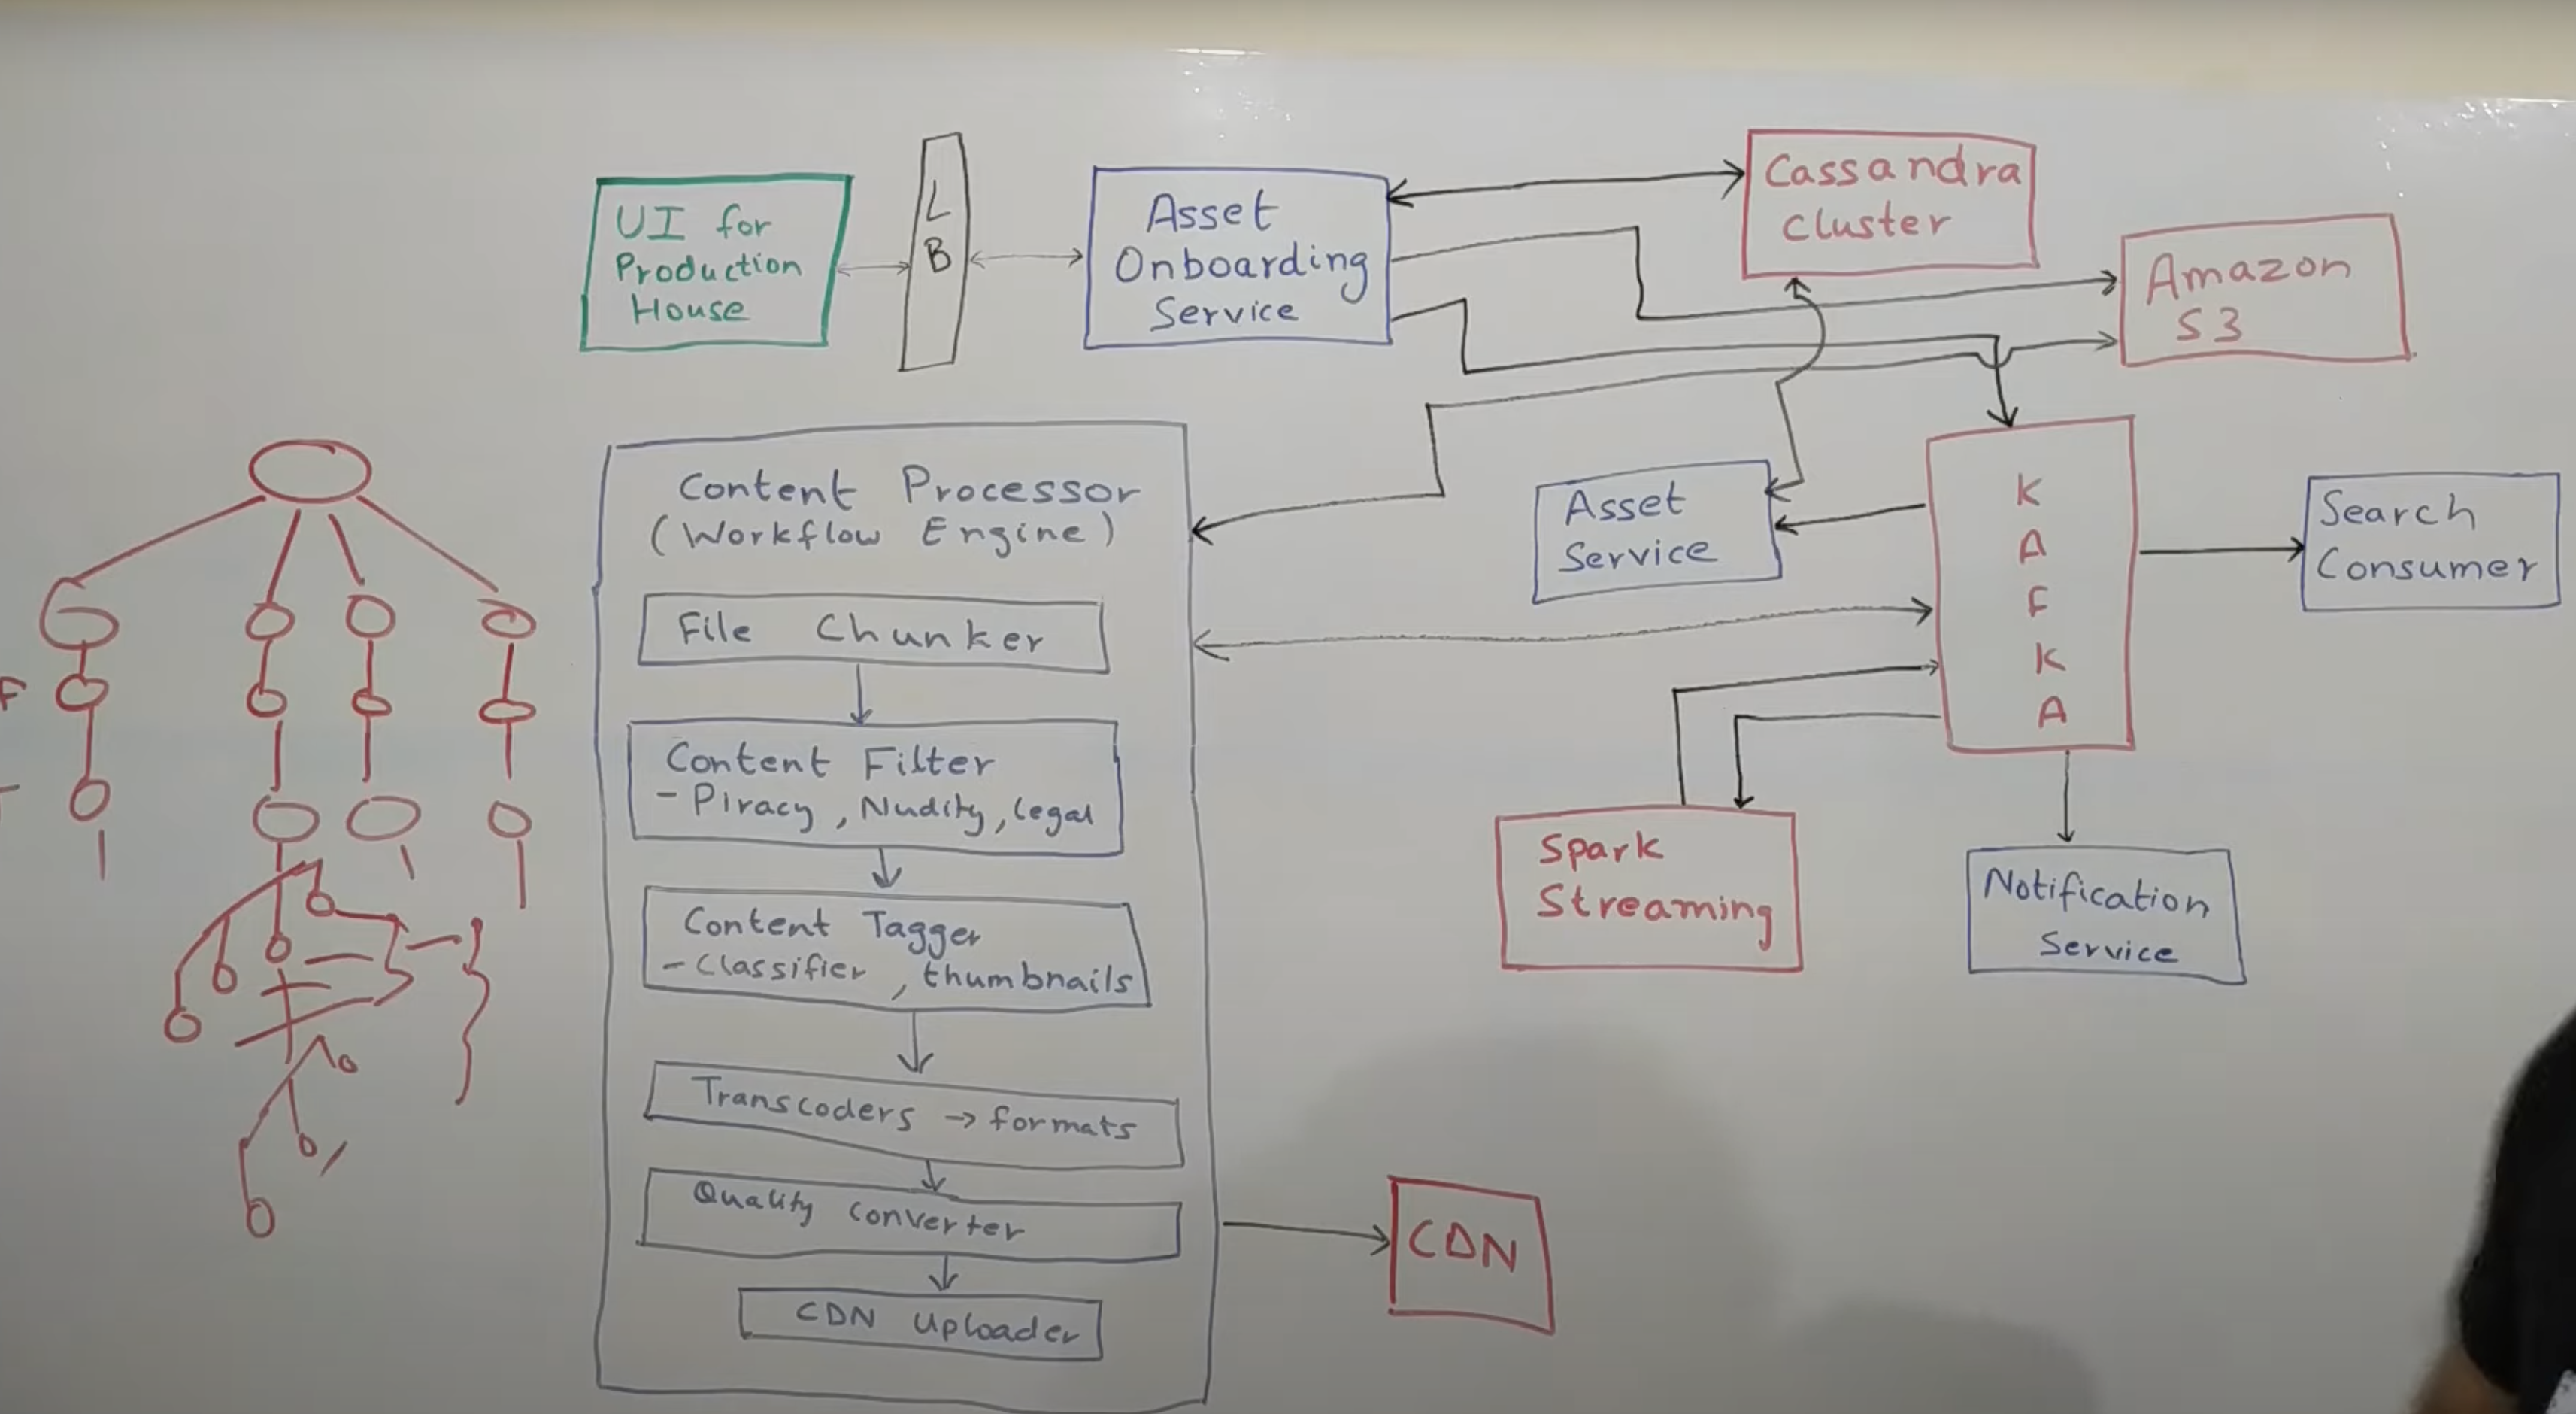 UI for
Production
House
L
B
Asset
Onboarding
Service
Cassandra
Cluster
Amazon
S3
Content Processor
(Workflow Engine)
File Chunker
Content Filter
- Piracy, Nudity, legal
Content Tagger
- Classifier, thumbnails
Transcoders → formats
Quality Converter
CDN Uploader
Asset
Service
K
A
F
K
A
Search
Consumer
Spark
Streaming
Notification
Service
CDN
F